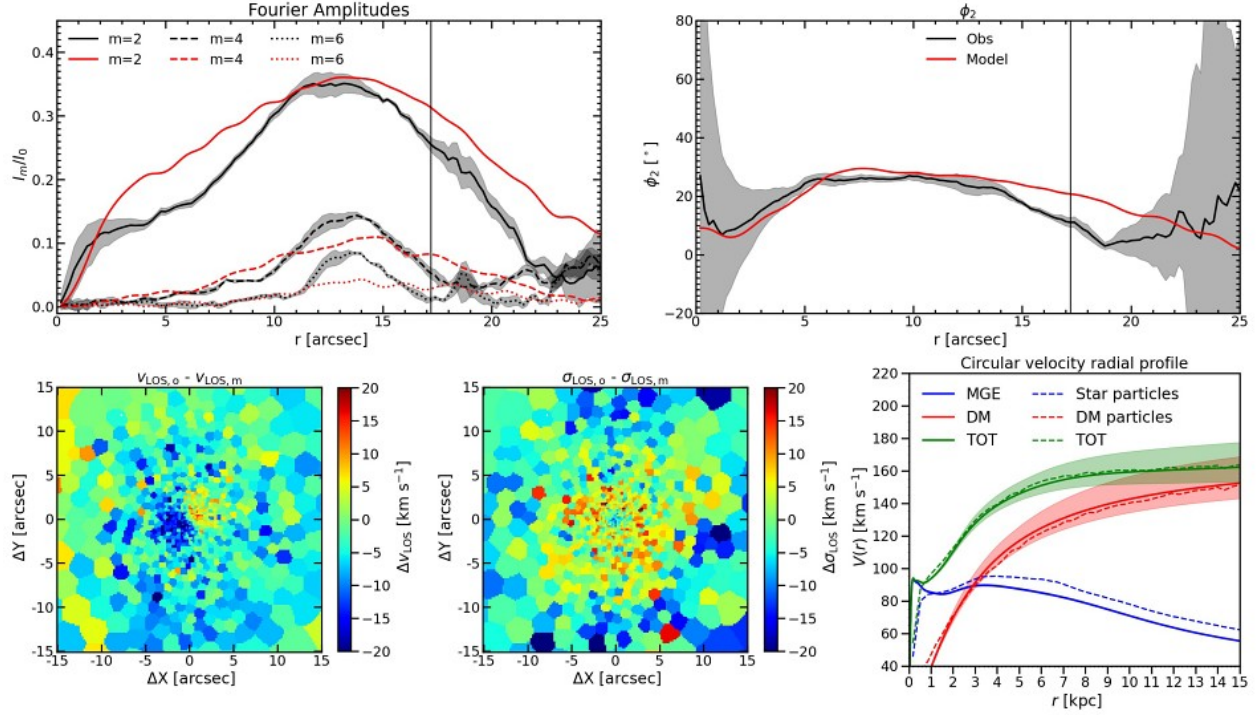 Fourier Amplitudes
m=2 m=4 m=6
m=2 m=4 m=6
I_m/I_0
0.0 0.1 0.2 0.3 0.4
0 5 10 15 20 25
r [arcsec]
ϕ_2
Obs
Model
ϕ_2 [°]
80
60
40
20
0
−20
0 5 10 15 20 25
r [arcsec]
v_LOS,o - v_LOS,m
ΔY [arcsec]
15
10
5
0
-5
-10
-15
-15 -10 -5 0 5 10 15
ΔX [arcsec]
20
15
10
5
0
−5
−10
−15
−20
Δv_LOS [km s⁻¹]
σ_LOS,o - σ_LOS,m
ΔY [arcsec]
15
10
5
0
-5
-10
-15
-15 -10 -5 0 5 10 15
ΔX [arcsec]
20
15
10
5
0
−5
−10
−15
−20
Δσ_LOS [km s⁻¹]
Circular velocity radial profile
MGE Star particles
DM DM particles
TOT TOT
V(r) [km s⁻¹]
220
200
180
160
140
120
100
80
60
40
0 1 2 3 4 5 6 7 8 9 10 11 12 13 14 15
r [kpc]